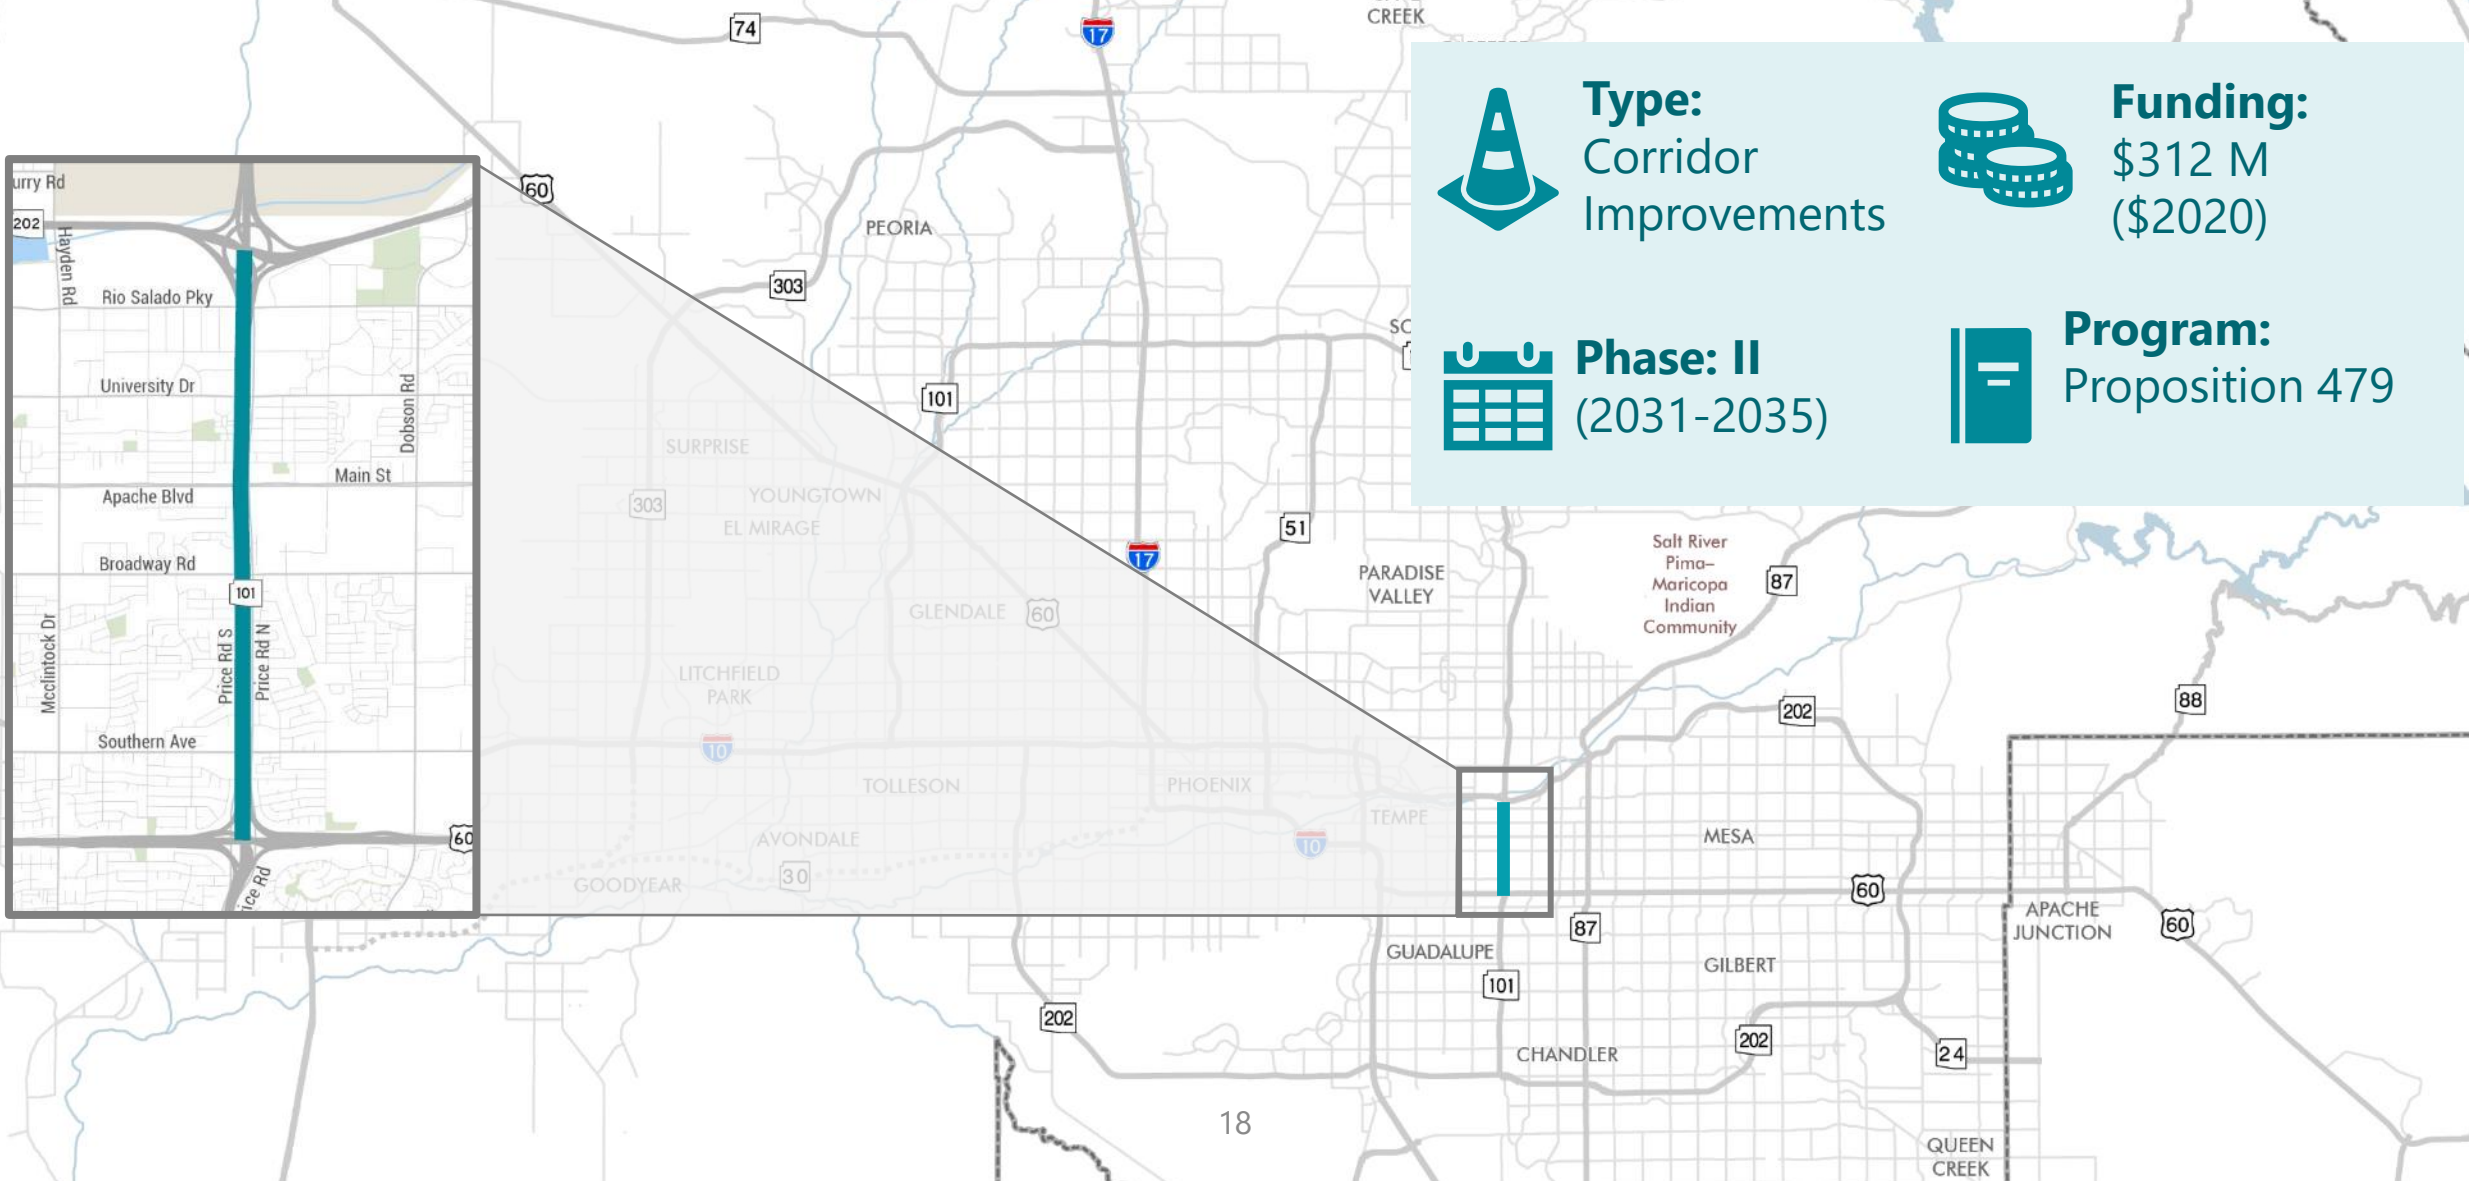 CREEK
74
17
Type:
Corridor
Improvements
Funding:
$312 M
($2020)
Phase: II
(2031-2035)
Program:
Proposition 479
urry Rd
202
Hayden Rd
Rio Salado Pky
University Dr
Dobson Rd
Main St
Apache Blvd
Broadway Rd
101
Mcclintock Dr
Price Rd S
Price Rd N
Southern Ave
60
ice Rd
60
PEORIA
303
101
SURPRISE
303
YOUNGTOWN
EL MIRAGE
51
17
GLENDALE
60
PARADISE
VALLEY
Salt River
Pima–
Maricopa
Indian
Community
87
LITCHFIELD
PARK
10
88
202
TOLLESON
PHOENIX
TEMPE
AVONDALE
10
MESA
GOODYEAR
30
60
APACHE
JUNCTION
60
87
GUADALUPE
GILBERT
101
202
CHANDLER
202
24
18
QUEEN
CREEK